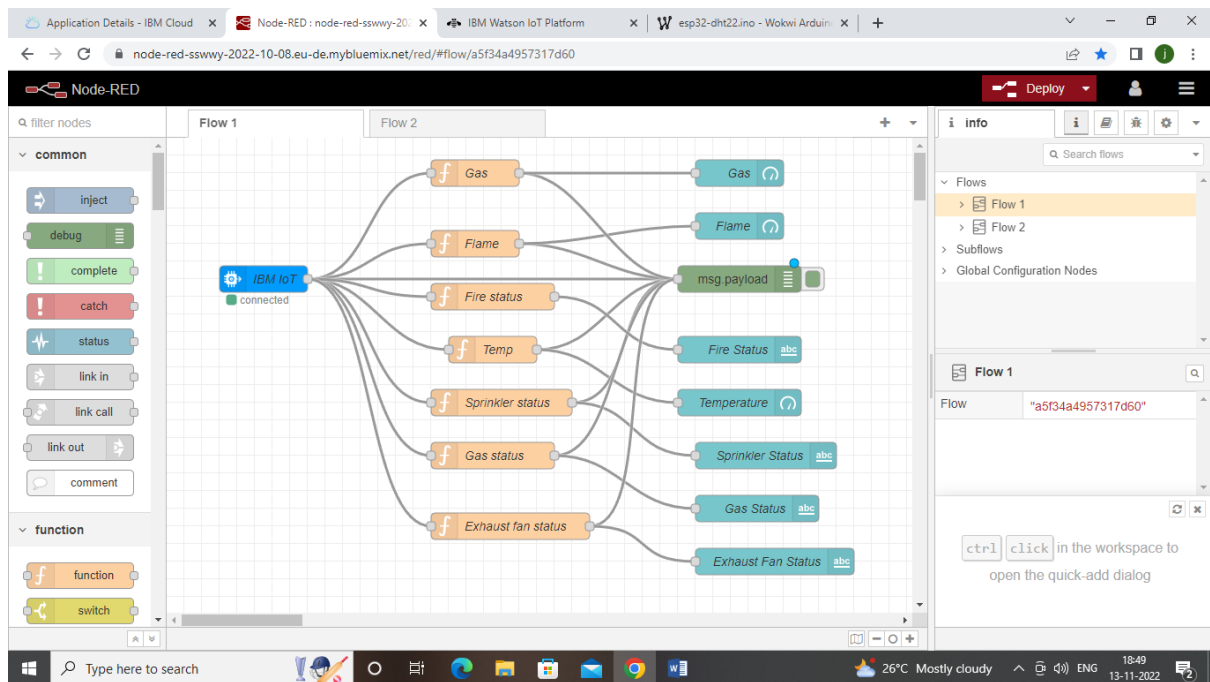 Application Details - IBM Cloud
Node-RED : node-red-sswwy-202
IBM Watson IoT Platform
esp32-dht22.ino - Wokwi Arduin
node-red-sswwy-2022-10-08.eu-de.mybluemix.net/red/#flow/a5f34a4957317d60
j
Node-RED
Deploy
filter nodes
Flow 1
Flow 2
i info
i
Search flows
common
inject
debug
complete
catch
status
link in
link call
link out
comment
function
function
switch
IBM IoT
connected
Gas
Flame
Fire status
Temp
Sprinkler status
Gas status
Exhaust fan status
Gas
Flame
msg.payload
Fire Status abc
Temperature
Sprinkler Status abc
Gas Status abc
Exhaust Fan Status abc
Flows
Flow 1
Flow 2
Subflows
Global Configuration Nodes
Flow 1
Flow "a5f34a4957317d60"
ctrl click in the workspace to
open the quick-add dialog
Type here to search
26°C Mostly cloudy
ENG
18:49
13-11-2022
2